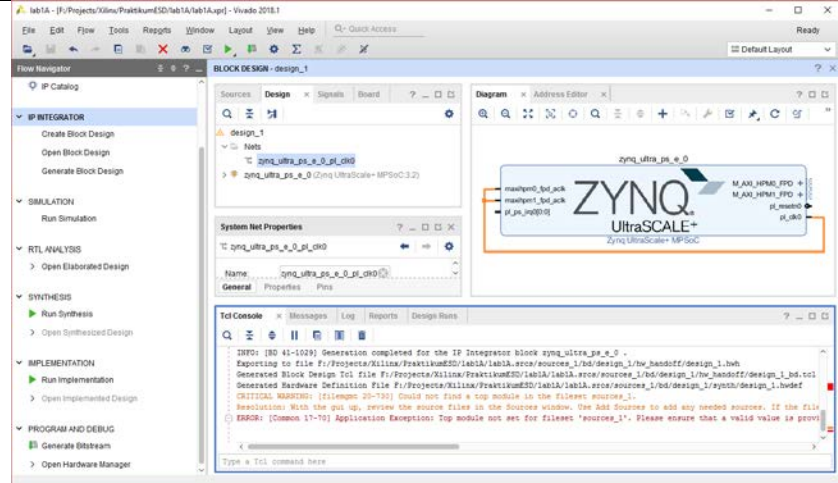 lab1A - [F:/Projects/Xilinx/PraktikumESD/lab1A/lab1A.xpr] - Vivado 2018.1
File Edit Flow Tools Reports Window Layout View Help Q- Quick Access
Ready
Default Layout
Flow Navigator
IP Catalog
IP INTEGRATOR
Create Block Design
Open Block Design
Generate Block Design
SIMULATION
Run Simulation
RTL ANALYSIS
Open Elaborated Design
SYNTHESIS
Run Synthesis
Open Synthesized Design
IMPLEMENTATION
Run Implementation
Open Implemented Design
PROGRAM AND DEBUG
Generate Bitstream
Open Hardware Manager
BLOCK DESIGN - design_1
Sources Design Signals Board
design_1
Nets
zynq_ultra_ps_e_0_pl_clk0
zynq_ultra_ps_e_0 (Zynq UltraScale+ MPSoC:3.2)
System Net Properties
zynq_ultra_ps_e_0_pl_clk0
Name: zynq_ultra_ps_e_0_pl_clk0
General Properties Pins
Diagram Address Editor
zynq_ultra_ps_e_0
maxihpm0_fpd_aclk
maxihpm1_fpd_aclk
pl_ps_irq0[0:0]
ZYNQ
UltraSCALE+
M_AXI_HPM0_FPD
M_AXI_HPM1_FPD
pl_resetn0
pl_clk0
Zynq UltraScale+ MPSoC
Tcl Console Messages Log Reports Design Runs
INFO: [BD 41-1029] Generation completed for the IP Integrator block zynq_ultra_ps_e_0 .
Exporting to file F:/Projects/Xilinx/PraktikumESD/lab1A/lab1A.srcs/sources_1/bd/design_1/hw_handoff/design_1.hwh
Generated Block Design Tcl file F:/Projects/Xilinx/PraktikumESD/lab1A/lab1A.srcs/sources_1/bd/design_1/hw_handoff/design_1_bd.tcl
Generated Hardware Definition File F:/Projects/Xilinx/PraktikumESD/lab1A/lab1A.srcs/sources_1/bd/design_1/synth/design_1.hwdef
CRITICAL WARNING: [filemgmt 20-730] Could not find a top module in the fileset sources_1.
Resolution: With the gui up, review the source files in the Sources window. Use Add Sources to add any needed sources. If the file
ERROR: [Common 17-70] Application Exception: Top module not set for fileset 'sources_1'. Please ensure that a valid value is provi
Type a Tcl command here